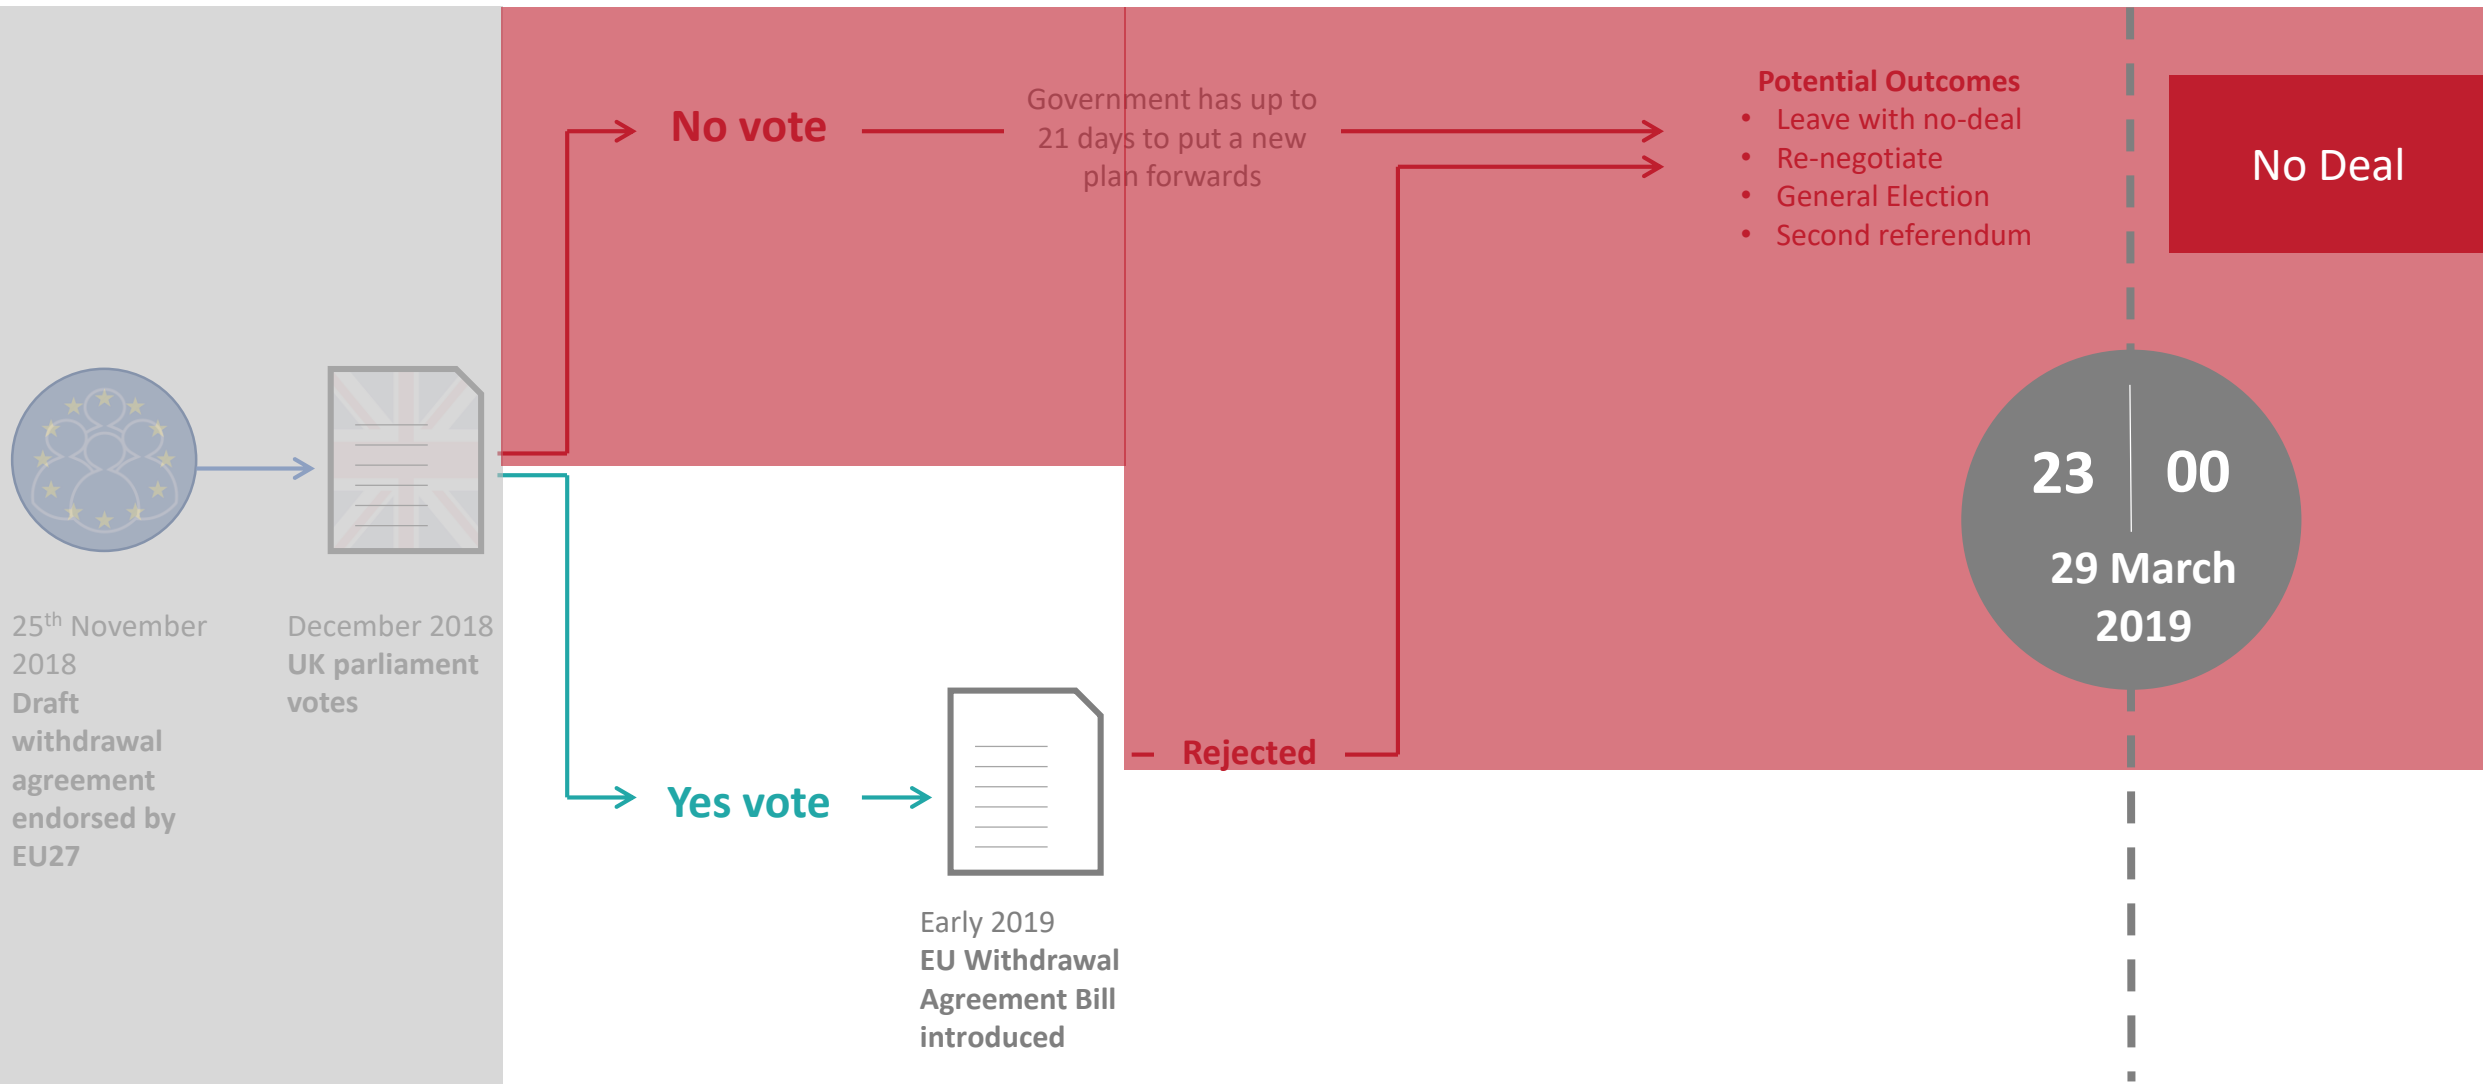 25th November
2018
Draft
withdrawal
agreement
endorsed by
EU27
December 2018
UK parliament
votes
No vote
Government has up to
21 days to put a new
plan forwards
Potential Outcomes
• Leave with no-deal
• Re-negotiate
• General Election
• Second referendum
No Deal
23 00
29 March
2019
Rejected
Yes vote
Early 2019
EU Withdrawal
Agreement Bill
introduced